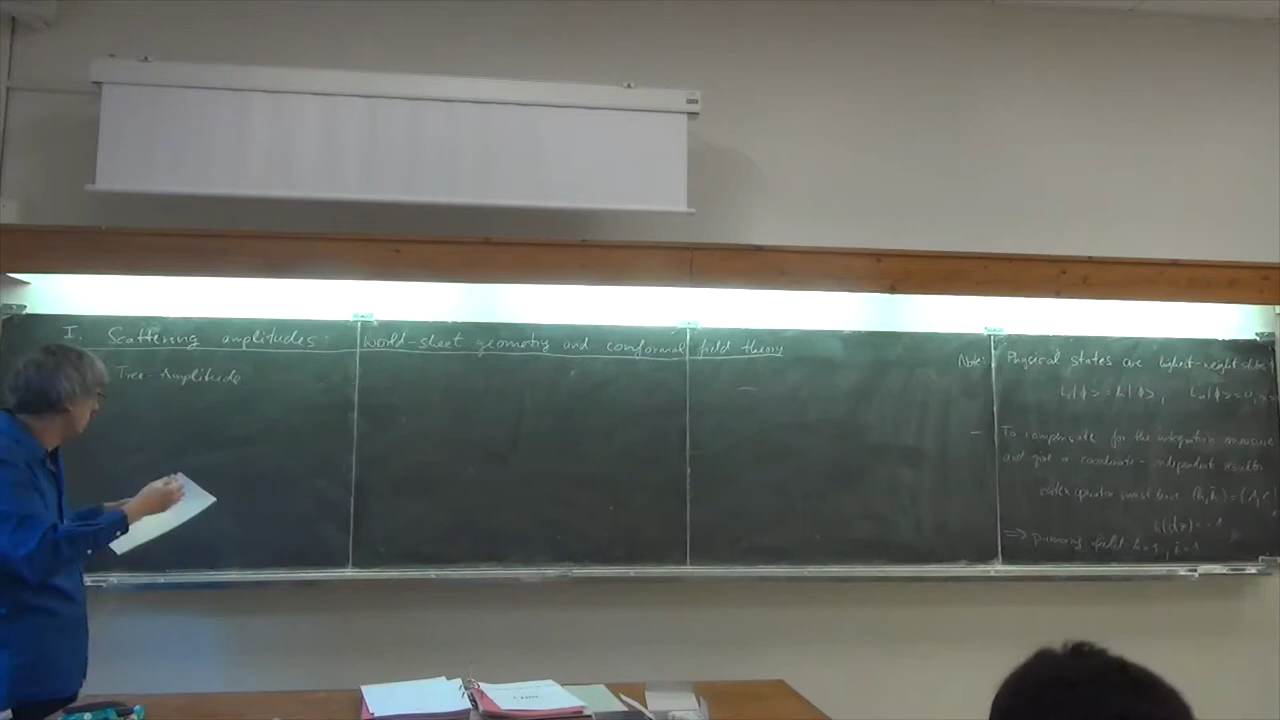 I. Scattering amplitudes: World-sheet geometry and conformal field theory
Tree-Amplitude
Note: Physical states are highest-weight states
L₀|ϕ> = h|ϕ>,
– To compensate for the integration measure
and give a coordinate-independent result
vertex operator must have (h, h̄) = (1,1
h(dz) = -1
⇒ primary field h=1, h̄=1